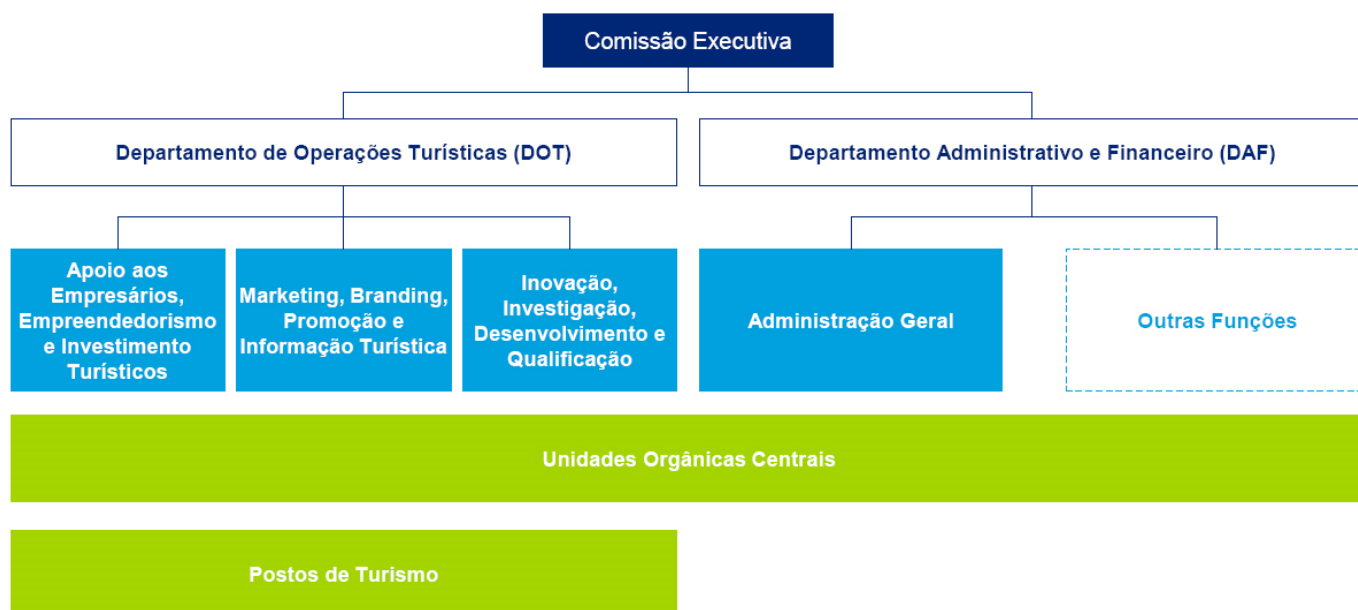 Comissão Executiva
Departamento de Operações Turísticas (DOT)
Departamento Administrativo e Financeiro (DAF)
Apoio aos
Empresários,
Empreendedorismo
e Investimento
Turísticos
Marketing, Branding,
Promoção e
Informação Turística
Inovação,
Investigação,
Desenvolvimento e
Qualificação
Administração Geral
Outras Funções
Unidades Orgânicas Centrais
Postos de Turismo